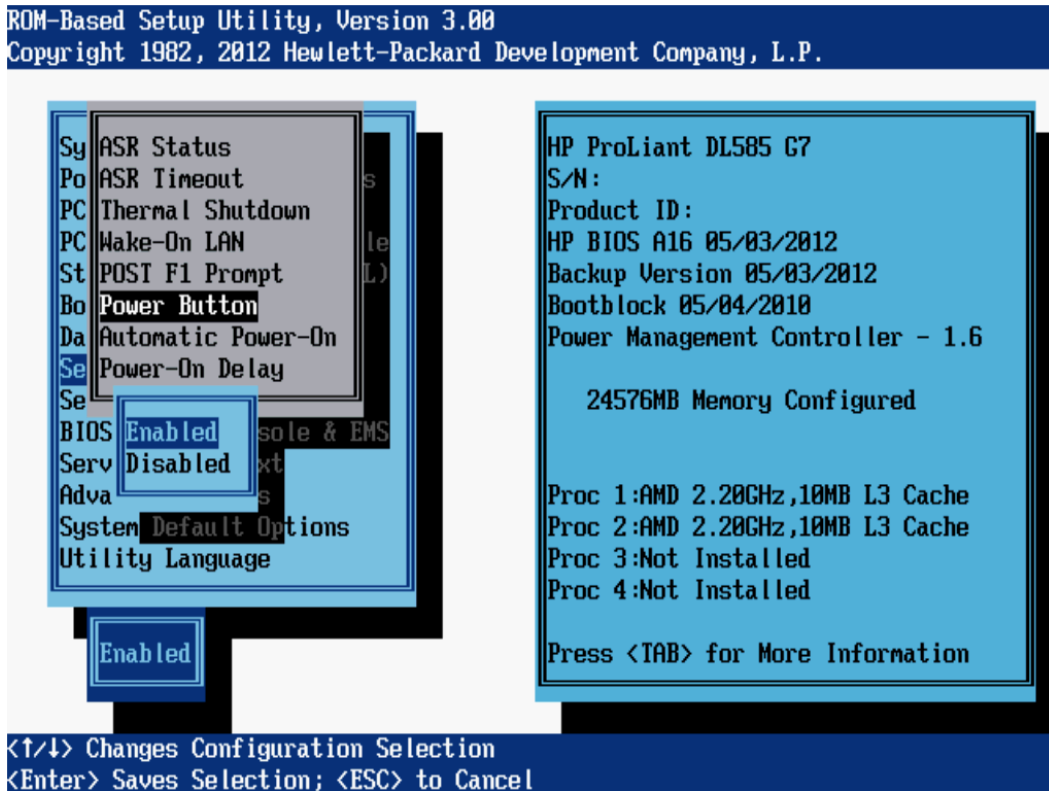 ROM-Based Setup Utility, Version 3.00
Copyright 1982, 2012 Hewlett-Packard Development Company, L.P.
ASR Status
ASR Timeout
Thermal Shutdown
Wake-On LAN
POST F1 Prompt
Power Button
Automatic Power-On
Power-On Delay
BIOS
Enabled
& EMS
Disabled
System Default Options
Utility Language
Enabled
HP ProLiant DL585 G7
S/N:
Product ID:
HP BIOS A16 05/03/2012
Backup Version 05/03/2012
Bootblock 05/04/2010
Power Management Controller - 1.6
24576MB Memory Configured
Proc 1:AMD 2.20GHz,10MB L3 Cache
Proc 2:AMD 2.20GHz,10MB L3 Cache
Proc 3:Not Installed
Proc 4:Not Installed
Press <TAB> for More Information
<↑/↓> Changes Configuration Selection
<Enter> Saves Selection; <ESC> to Cancel